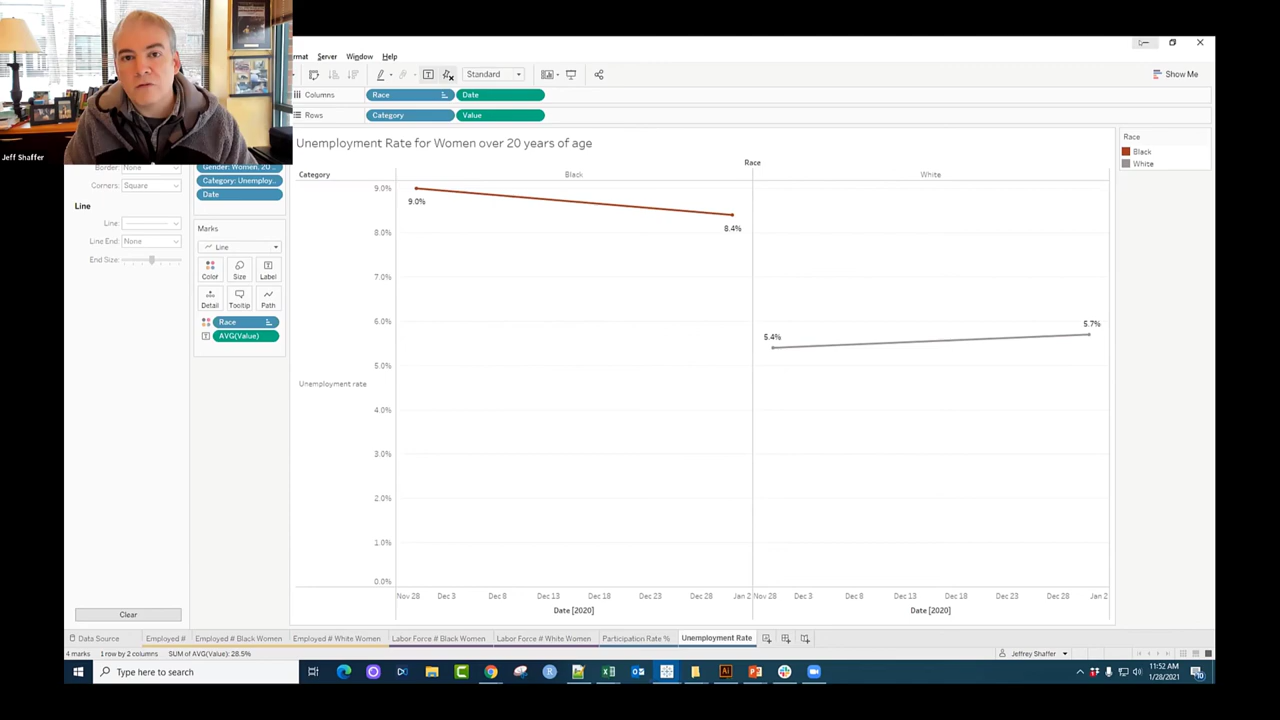 Jeff Shaffer
rmat Server Window Help
Standard
Show Me
Columns Race Date
Rows Category Value
Border: None
Corners: Square
Line
Line:
Line End: None
End Size:
Clear
Gender: Women, 20 ..
Category: Unemploy..
Date
Marks
Line
Color Size Label
Detail Tooltip Path
Race
AVG(Value)
Unemployment Rate for Women over 20 years of age
Race
Category Black White
9.0%
8.0%
7.0%
6.0%
5.0%
4.0%
3.0%
2.0%
1.0%
0.0%
Unemployment rate
9.0%
8.4%
5.4%
5.7%
Nov 28 Dec 3 Dec 8 Dec 13 Dec 18 Dec 23 Dec 28 Jan 2 Nov 28 Dec 3 Dec 8 Dec 13 Dec 18 Dec 23 Dec 28 Jan 2
Date [2020] Date [2020]
Race
Black
White
Data Source Employed # Employed # Black Women Employed # White Women Labor Force # Black Women Labor Force # White Women Participation Rate % Unemployment Rate
4 marks 1 row by 2 columns SUM of AVG(Value): 28.5% Jeffrey Shaffer
Type here to search
11:52 AM
1/28/2021